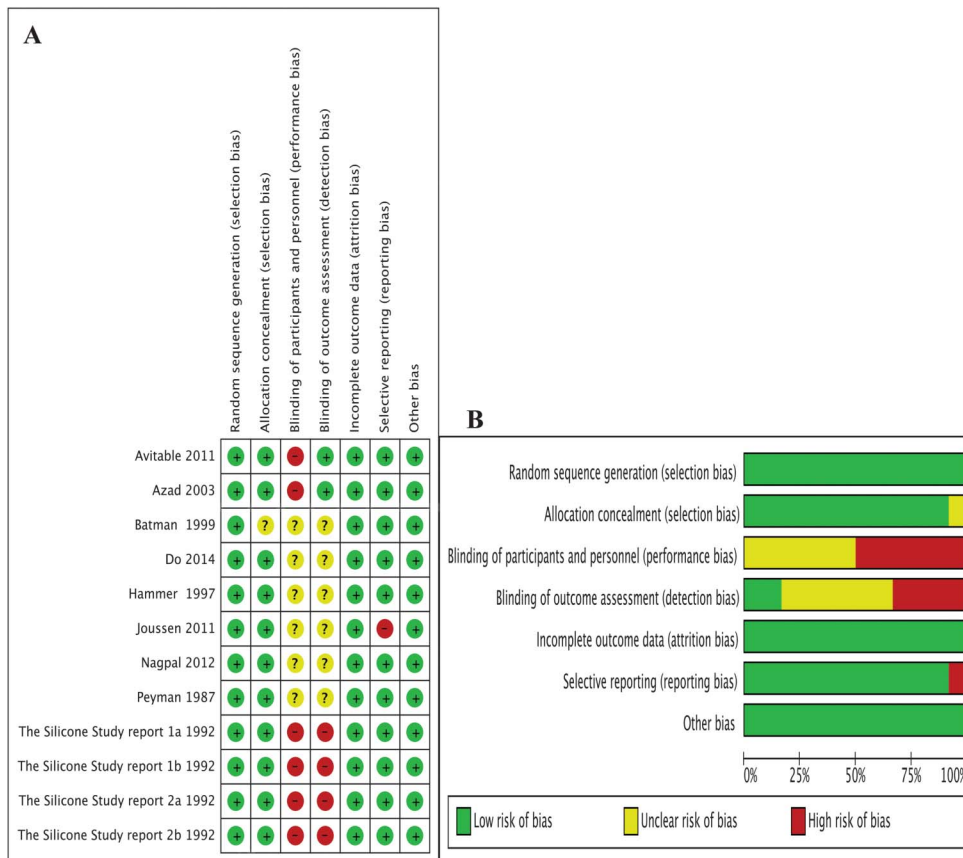 A
Random sequence generation (selection bias)
Allocation concealment (selection bias)
Blinding of participants and personnel (performance bias)
Blinding of outcome assessment (detection bias)
Incomplete outcome data (attrition bias)
Selective reporting (reporting bias)
Other bias
Avitable 2011 + + - + + + +
Azad 2003 + + - + + + +
Batman 1999 + ? ? ? + + +
Do 2014 + + ? ? + + +
Hammer 1997 + + ? ? + + +
Joussen 2011 + + ? ? + - +
Nagpal 2012 + + ? ? + + +
Peyman 1987 + + ? ? + + +
The Silicone Study report 1a 1992 + + - - + + +
The Silicone Study report 1b 1992 + + - - + + +
The Silicone Study report 2a 1992 + + - - + + +
The Silicone Study report 2b 1992 + + - - + + +
B
Random sequence generation (selection bias)
Allocation concealment (selection bias)
Blinding of participants and personnel (performance bias)
Blinding of outcome assessment (detection bias)
Incomplete outcome data (attrition bias)
Selective reporting (reporting bias)
Other bias
0% 25% 50% 75% 100%
Low risk of bias Unclear risk of bias High risk of bias